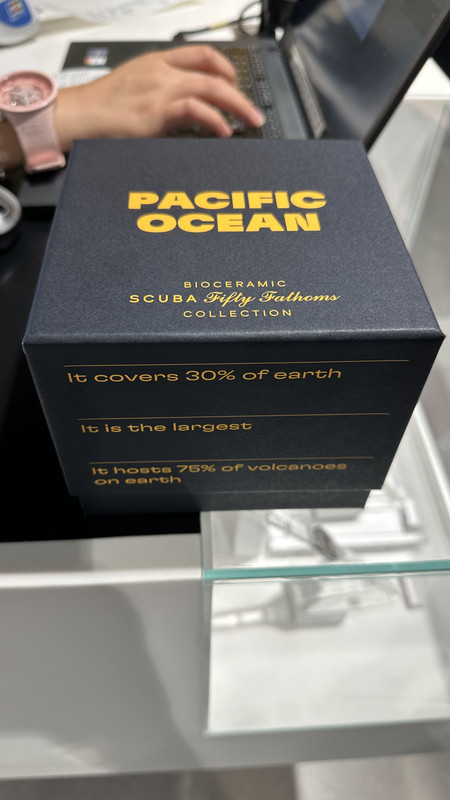 PACIFIC
OCEAN
BIOCERAMIC
SCUBA Fifty Fathoms
COLLECTION
It covers 30% of earth
It is the largest
It hosts 75% of volcanoes
on earth